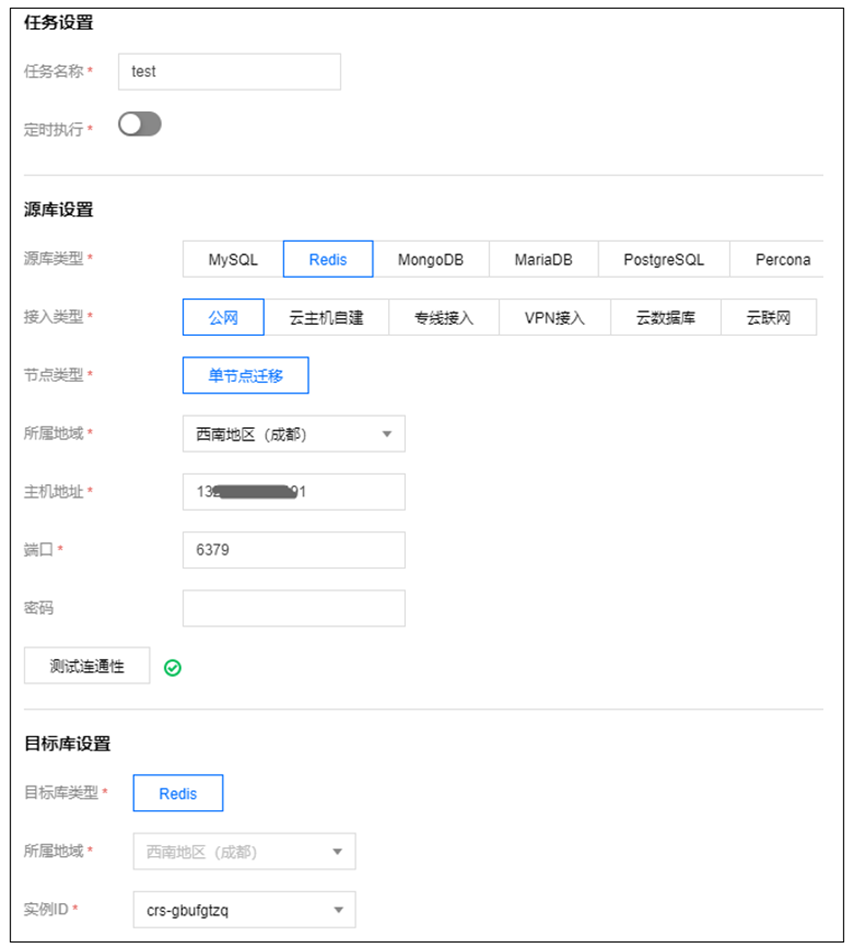 任务设置
任务名称 * test
定时执行 *
源库设置
源库类型 * MySQL Redis MongoDB MariaDB PostgreSQL Percona
接入类型 * 公网 云主机自建 专线接入 VPN接入 云数据库 云联网
节点类型 * 单节点迁移
所属地域 * 西南地区（成都）
主机地址 * 13 91
端口 * 6379
密码
测试连通性
目标库设置
目标库类型 * Redis
所属地域 * 西南地区（成都）
实例ID * crs-gbufgtzq